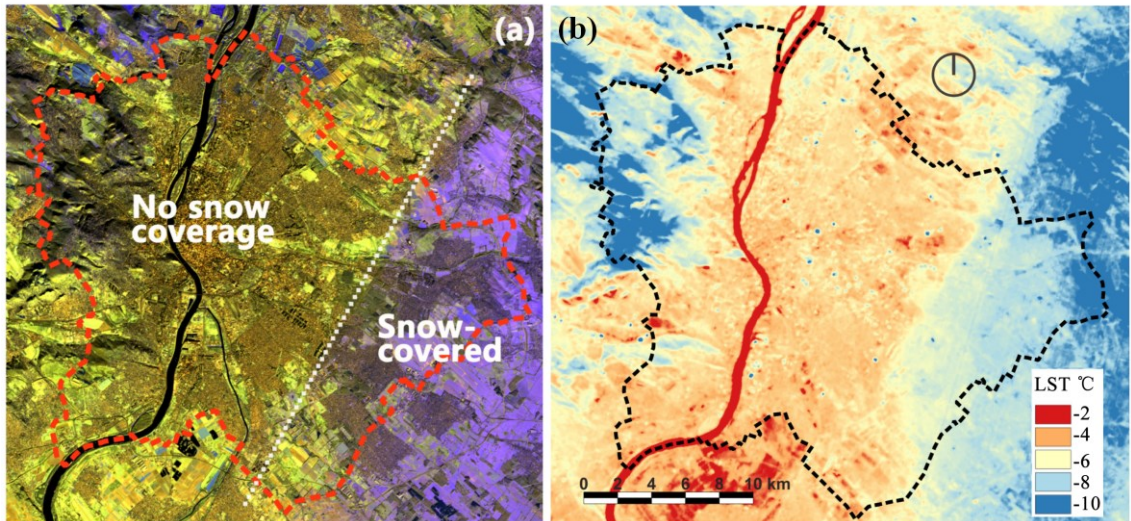 (a)
No snow
coverage
Snow-
covered
(b)
LST ℃
-2
-4
-6
-8
-10
0 2 4 6 8 10 km